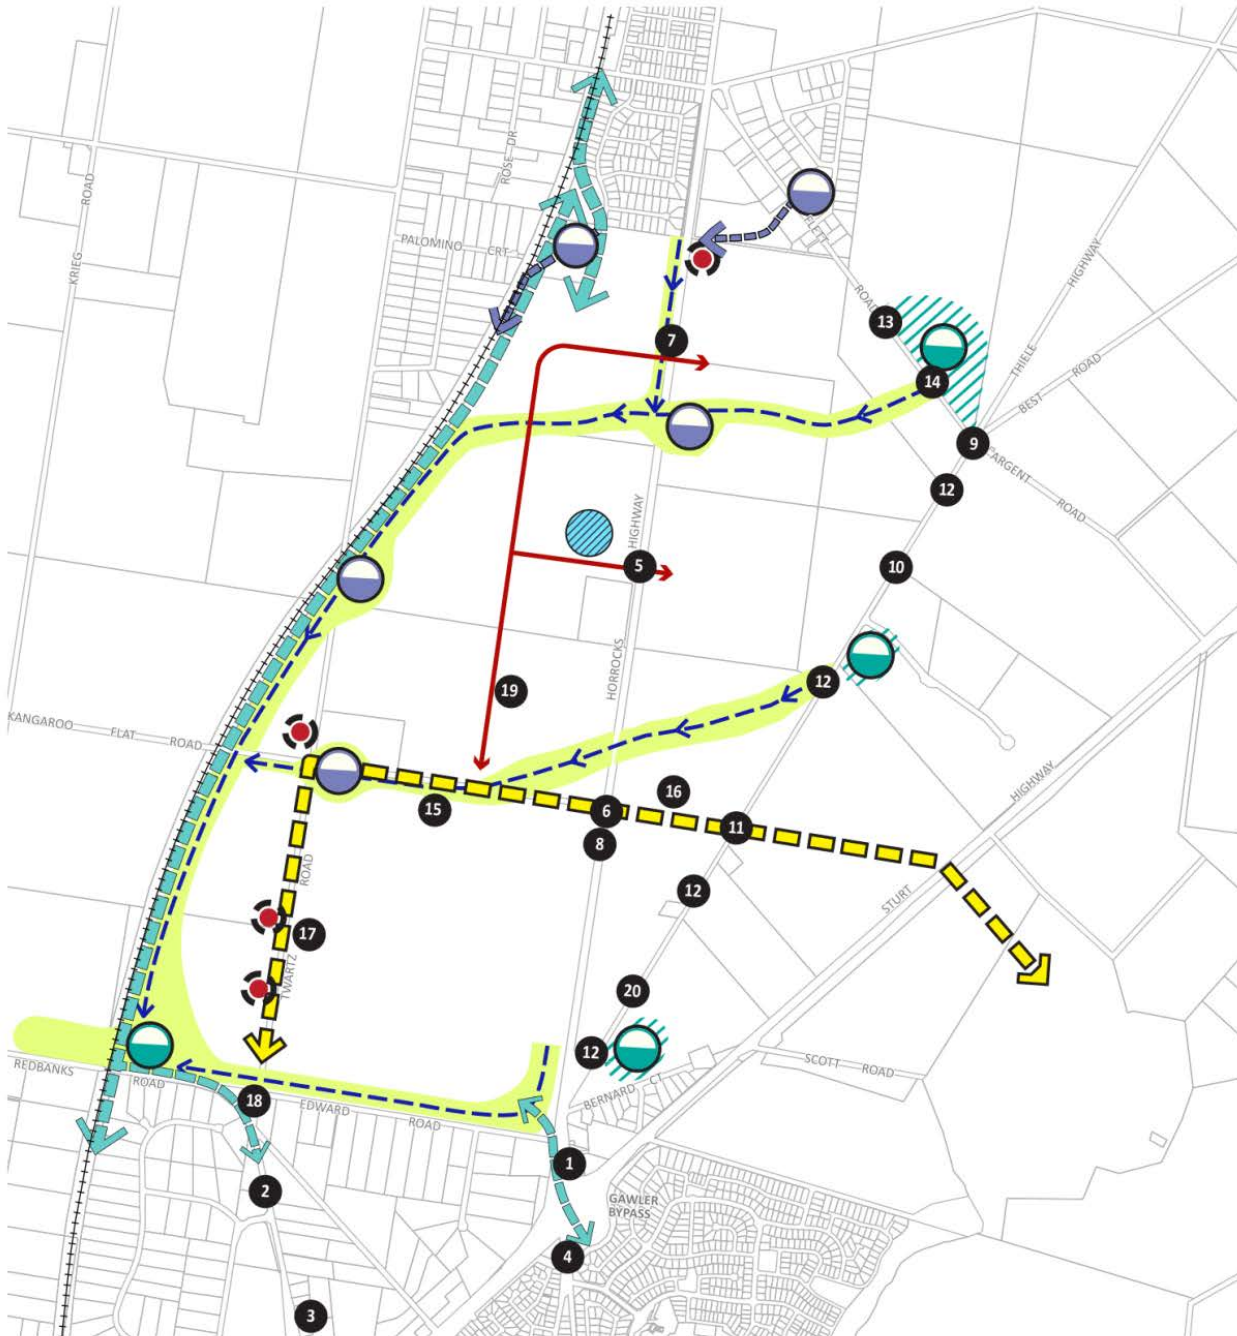 ROSE DR
KRIEG ROAD
PALOMINO CRT
ROAD
HIGHWAY
13
7
THIELE
14
BEST ROAD
9
CARGENT ROAD
12
HIGHWAY
5
10
HORROCKS
12
19
KANGAROO FLAT ROAD
HIGHWAY
16
15
6
11
8
ROAD
12
STURT
17
TWARTZ
20
12
SCOTT ROAD
REDBANKS ROAD
BERNARD CT
18
EDWARD ROAD
1
2
GAWLER
BYPASS
4
3